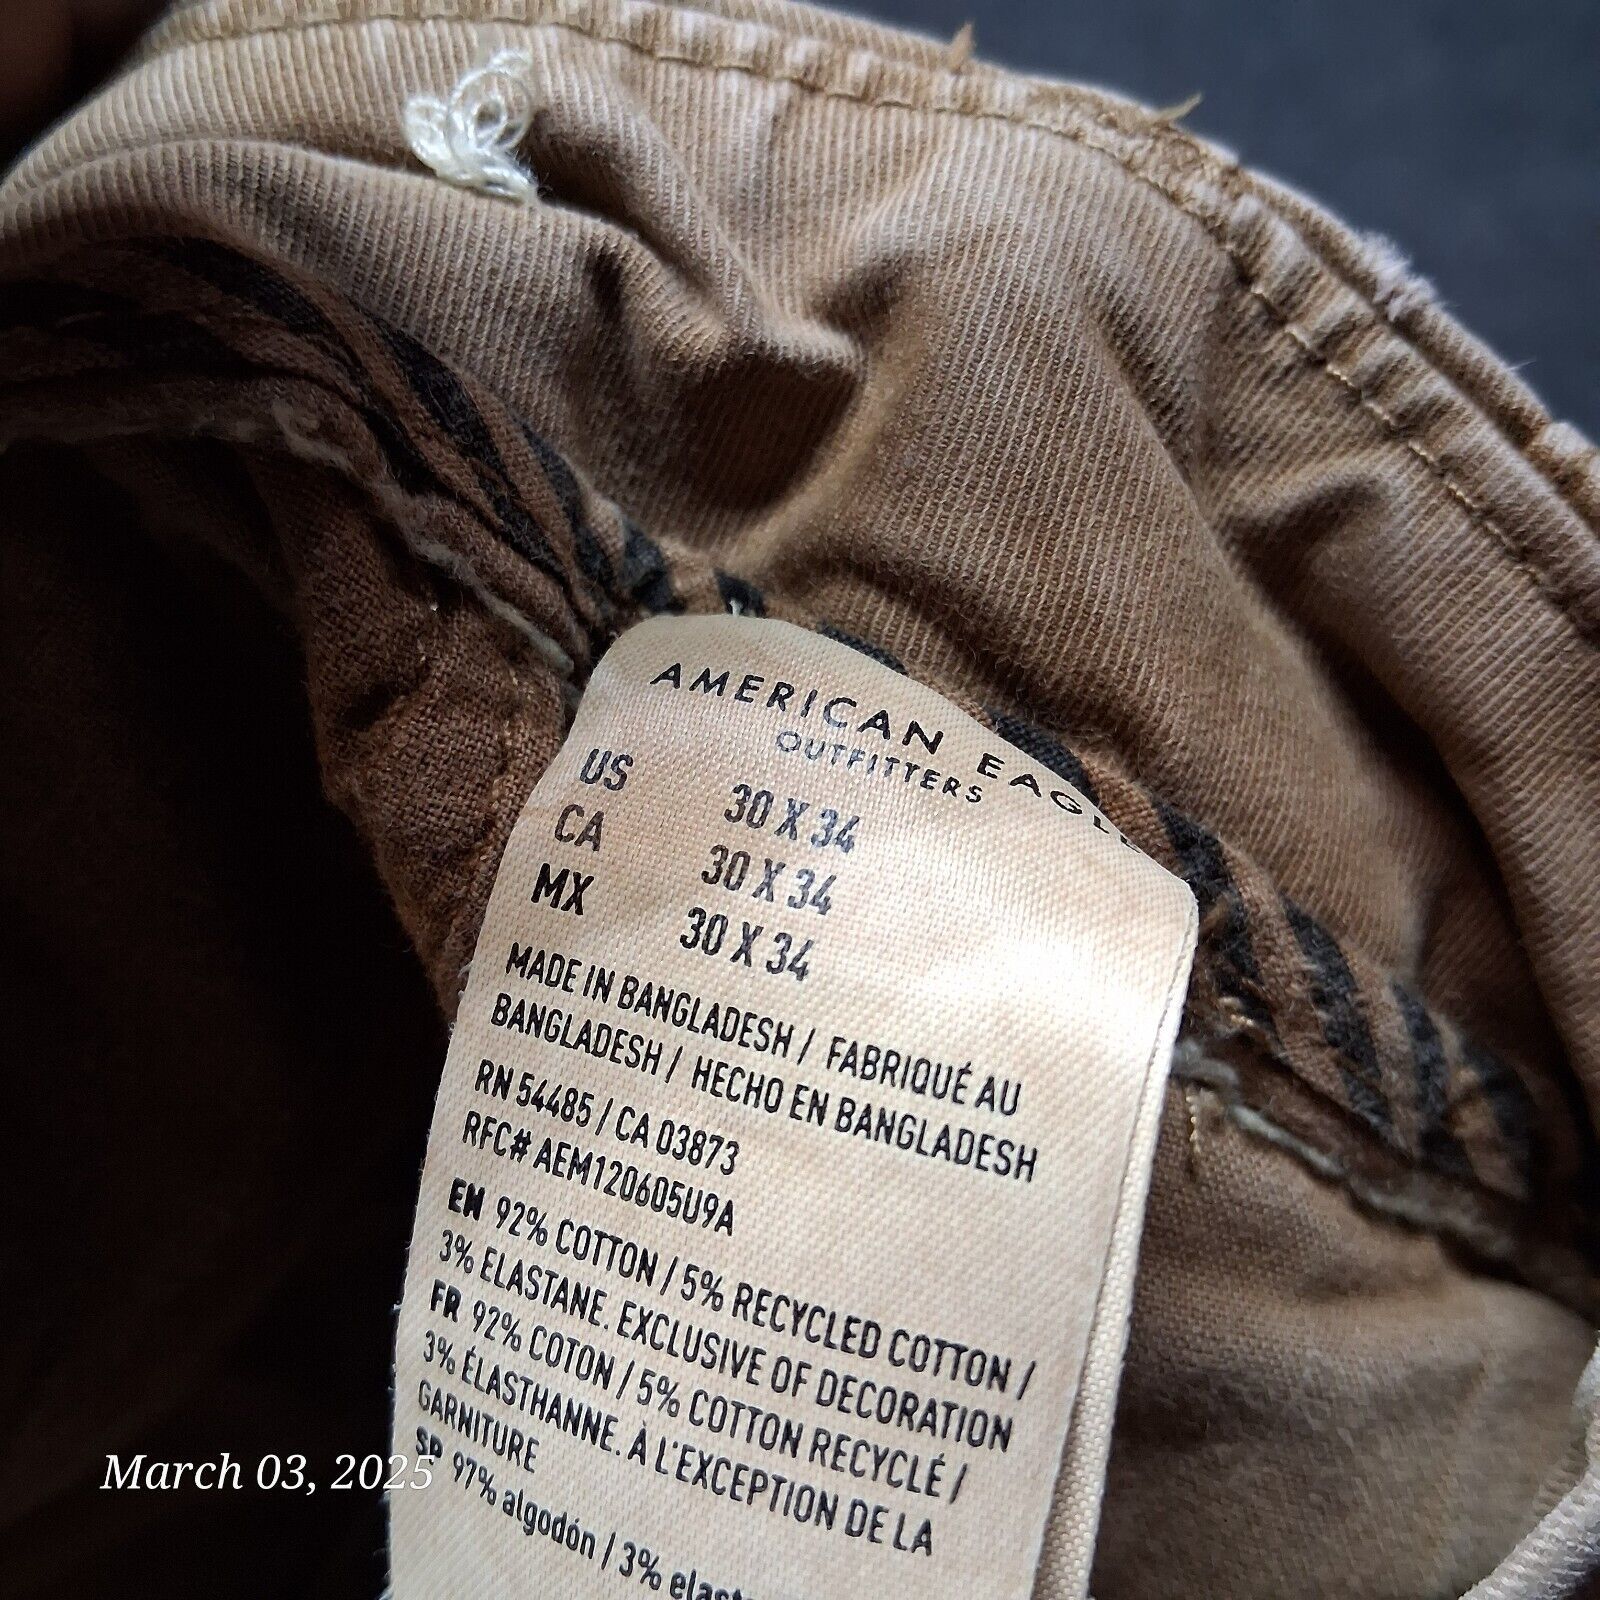 AMERICAN EAGLE
OUTFITTERS
US 30 X 34
CA 30 X 34
MX 30 X 34
MADE IN BANGLADESH / FABRIQUÉ AU
BANGLADESH / HECHO EN BANGLADESH
RN 54485 / CA 03873
RFC# AEM120605U9A
EN 92% COTTON / 5% RECYCLED COTTON /
3% ELASTANE. EXCLUSIVE OF DECORATION
FR 92% COTON / 5% COTTON RECYCLÉ /
3% ÉLASTHANNE. À L'EXCEPTION DE LA
GARNITURE
SP 97% algodón / 3% elast
March 03, 2025